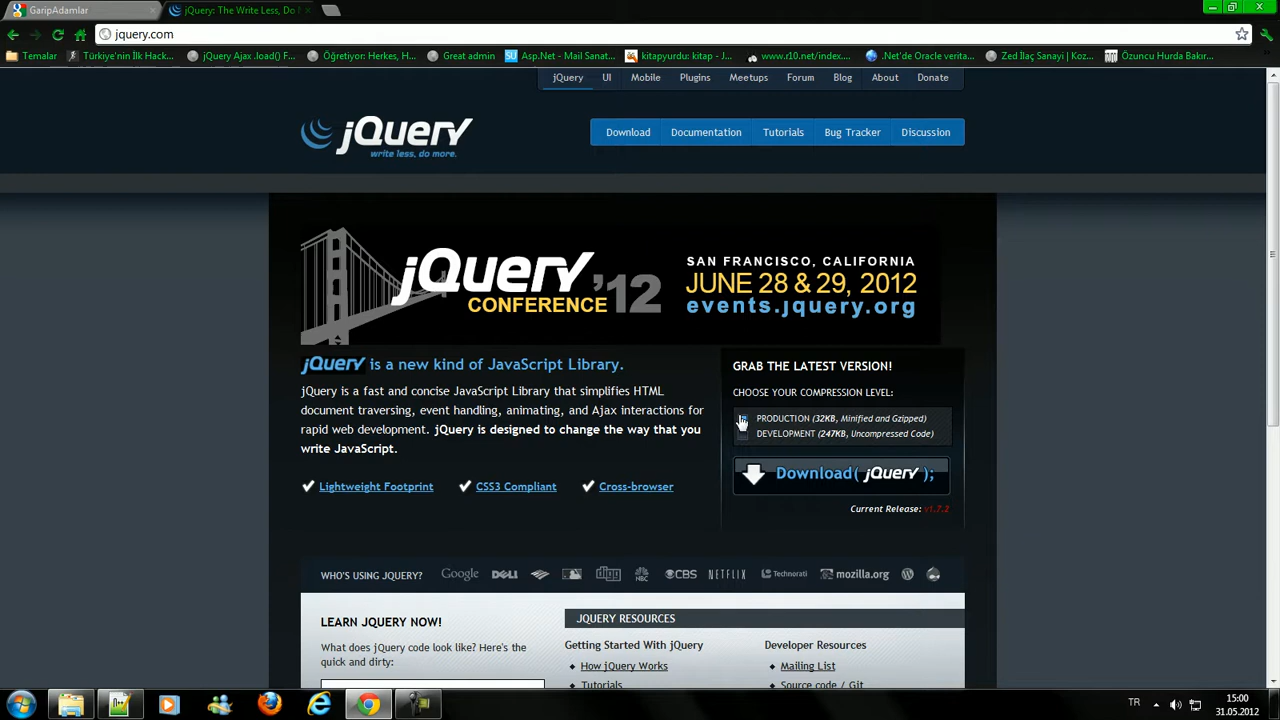 GaripAdamlar
jQuery: The Write Less, Do
jquery.com
Temalar
Türkiye'nin İlk Hack...
jQuery Ajax .load() F...
Öğretiyor: Herkes, H...
Great admin
Asp.Net - Mail Sanat...
kitapyurdu: kitap - J...
www.r10.net/index....
.Net'de Oracle verita...
Zed İlaç Sanayi | Koz...
Özuncu Hurda Bakır...
jQuery UI Mobile Plugins Meetups Forum Blog About Donate
jQuery
write less, do more.
Download Documentation Tutorials Bug Tracker Discussion
jQuery
CONFERENCE '12
SAN FRANCISCO, CALIFORNIA
JUNE 28 & 29, 2012
events.jquery.org
jQuery is a new kind of JavaScript Library.
jQuery is a fast and concise JavaScript Library that simplifies HTML
document traversing, event handling, animating, and Ajax interactions for
rapid web development. jQuery is designed to change the way that you
write JavaScript.
Lightweight Footprint CSS3 Compliant Cross-browser
GRAB THE LATEST VERSION!
CHOOSE YOUR COMPRESSION LEVEL:
PRODUCTION (32KB, Minified and Gzipped)
DEVELOPMENT (247KB, Uncompressed Code)
Download( jQuery );
Current Release: v1.7.2
WHO'S USING JQUERY? Google DELL NBC CBS NETFLIX Technorati mozilla.org
LEARN JQUERY NOW!
What does jQuery code look like? Here's the
quick and dirty:
JQUERY RESOURCES
Getting Started With jQuery
How jQuery Works
Tutorials
Developer Resources
Mailing List
Source code / Git
TR
15:00
31.05.2012